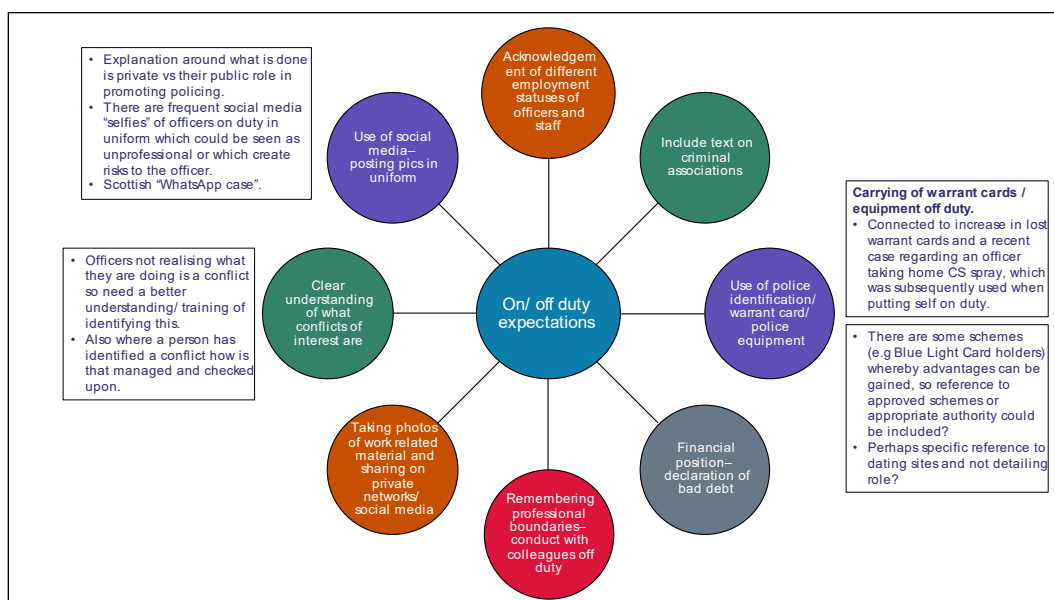 • Explanation around what is done
is private vs their public role in
promoting policing.
• There are frequent social media
“selfies” of officers on duty in
uniform which could be seen as
unprofessional or which create
risks to the officer.
• Scottish “WhatsApp case”.
Acknowledgem
ent of different
employment
statuses of
officers and
staff
Use of social
media–
posting pics in
uniform
Include text on
criminal
associations
Carrying of warrant cards /
equipment off duty.
• Connected to increase in lost
warrant cards and a recent
case regarding an officer
taking home CS spray, which
was subsequently used when
putting self on duty.
• Officers not realising what
they are doing is a conflict
so need a better
understanding/ training of
identifying this.
• Also where a person has
identified a conflict how is
that managed and checked
upon.
Clear
understanding
of what
conflicts of
interest are
On/ off duty
expectations
Use of police
identification/
warrant card/
police
equipment
• There are some schemes
(e.g Blue Light Card holders)
whereby advantages can be
gained, so reference to
approved schemes or
appropriate authority could
be included?
• Perhaps specific reference to
dating sites and not detailing
role?
Taking photos
of work related
material and
sharing on
private
networks/
social media
Remembering
professional
boundaries–
conduct with
colleagues off
duty
Financial
position–
declaration of
bad debt